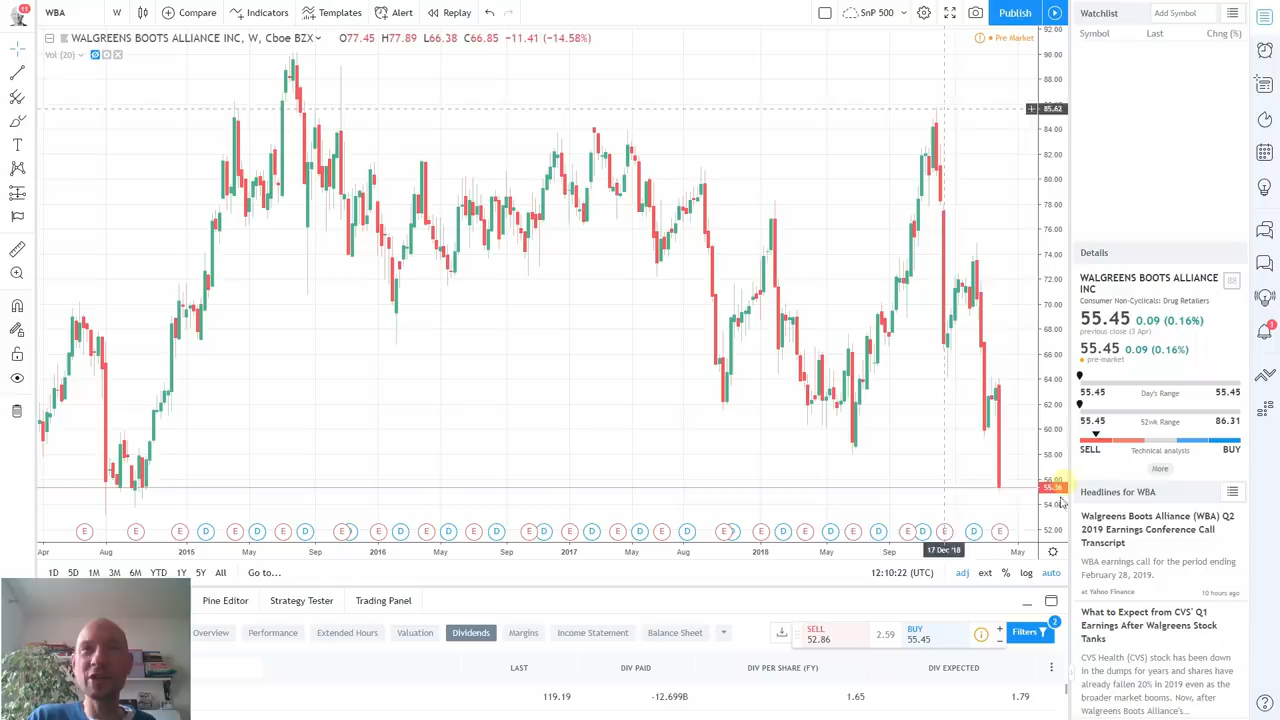 11
WBA
W
Compare
Indicators
Templates
Alert
Replay
SnP 500
Publish
WALGREENS BOOTS ALLIANCE INC, W, Cboe BZX
O77.45 H77.89 L66.38 C66.85 −11.41 (−14.58%)
Pre Market
Vol (20)
92.00
90.00
88.00
85.62
84.00
82.00
80.00
78.00
76.00
74.00
72.00
70.00
68.00
66.00
64.00
62.00
60.00
58.00
56.00
54.00
52.00
E E E D E D E D E D E D E D E D E D E D E D E D E D E D E D E
Apr Aug 2015 May Sep 2016 May Sep 2017 May Aug 2018 May Sep 17 Dec '18 May
1D 5D 1M 3M 6M YTD 1Y 5Y All Go to...
12:10:22 (UTC) adj ext % log auto
Pine Editor Strategy Tester Trading Panel
Overview Performance Extended Hours Valuation Dividends Margins Income Statement Balance Sheet
SELL
52.86
2.59
BUY
55.45
Filters
2
LAST DIV PAID DIV PER SHARE (FY) DIV EXPECTED
119.19 -12.699B 1.65 1.79
Watchlist
Add Symbol
Symbol Last Chng (%)
Details
WALGREENS BOOTS ALLIANCE
INC
Consumer Non-Cyclicals: Drug Retailers
55.45 0.09 (0.16%)
previous close (3 Apr)
55.45 0.09 (0.16%)
pre-market
55.45 Day's Range 55.45
55.45 52wk Range 86.31
SELL Technical analysis BUY
More
Headlines for WBA
Walgreens Boots Alliance (WBA) Q2
2019 Earnings Conference Call
Transcript
WBA earnings call for the period ending
February 28, 2019.
at Yahoo Finance 10 hours ago
What to Expect from CVS' Q1
Earnings After Walgreens Stock
Tanks
CVS Health (CVS) stock has been down
in the dumps for years and shares have
already fallen 20% in 2019 even as the
broader market booms. Now, after
Walgreens Boots Alliance's...
1